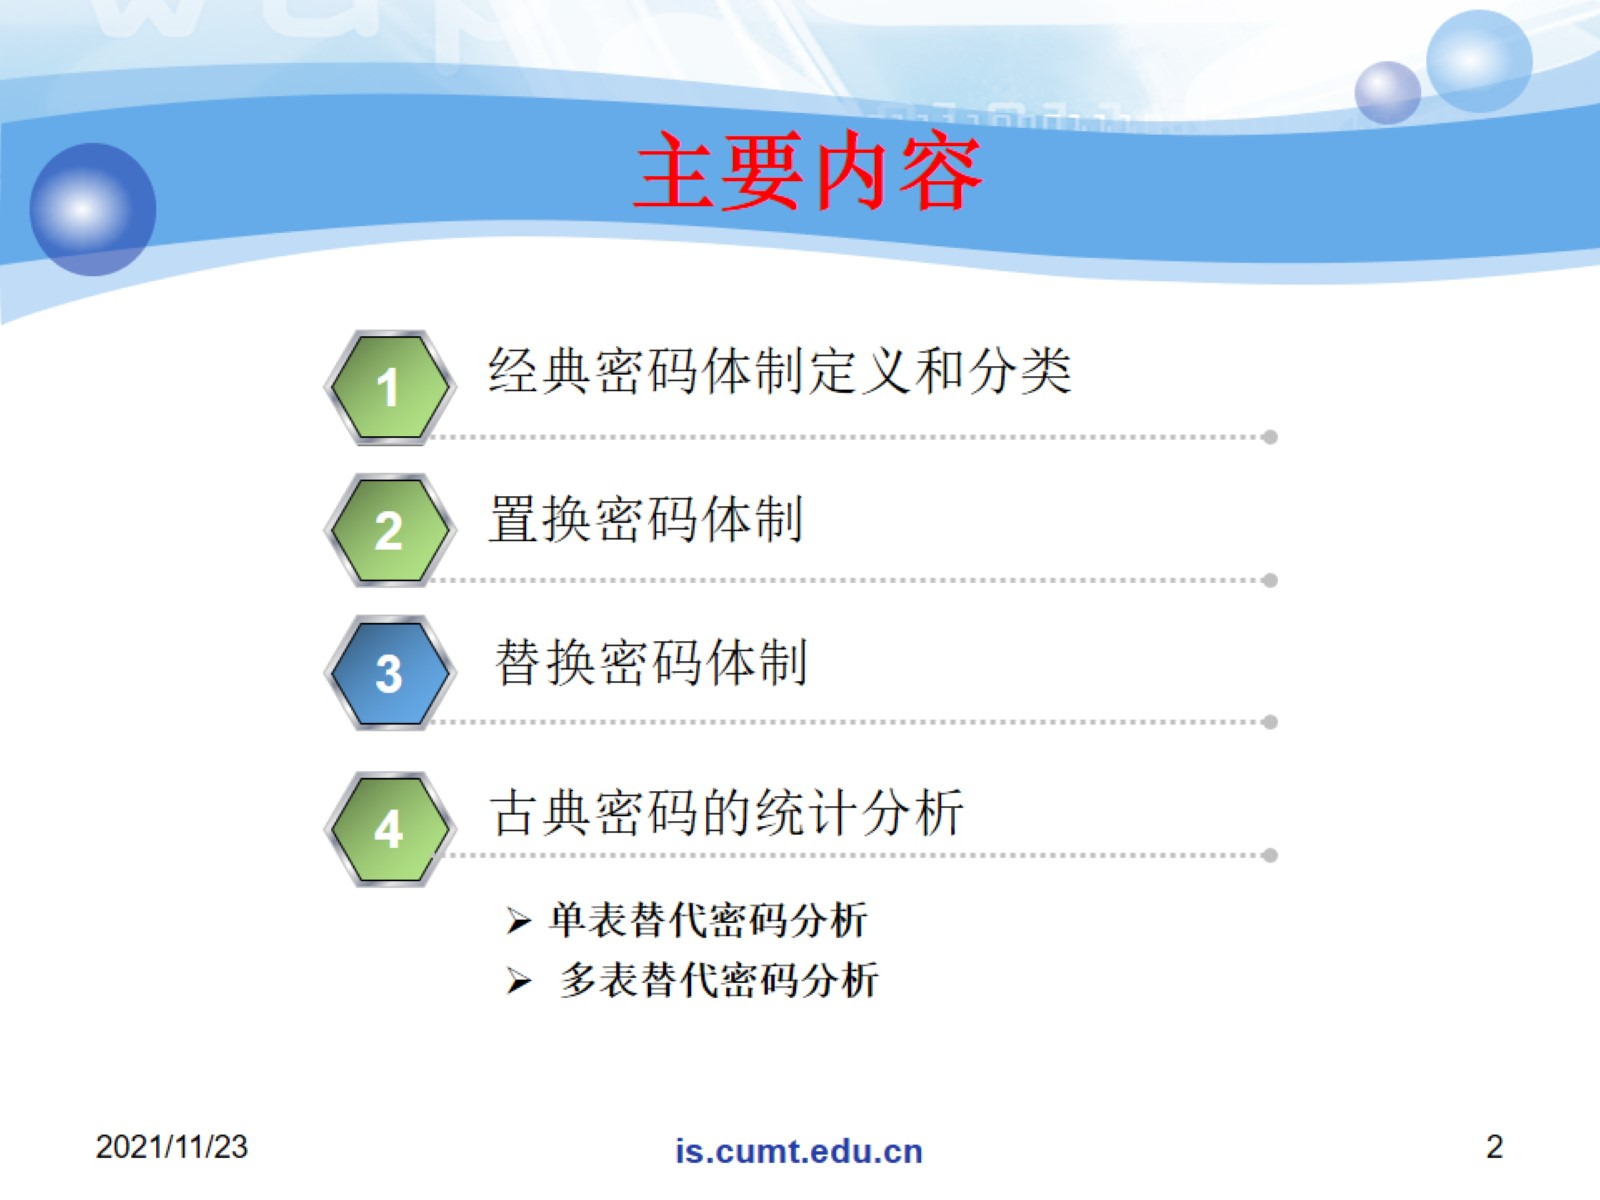 主要内容
1 经典密码体制定义和分类
2 置换密码体制
3 替换密码体制
4 古典密码的统计分析
➢ 单表替代密码分析
➢ 多表替代密码分析
2021/11/23 is.cumt.edu.cn 2